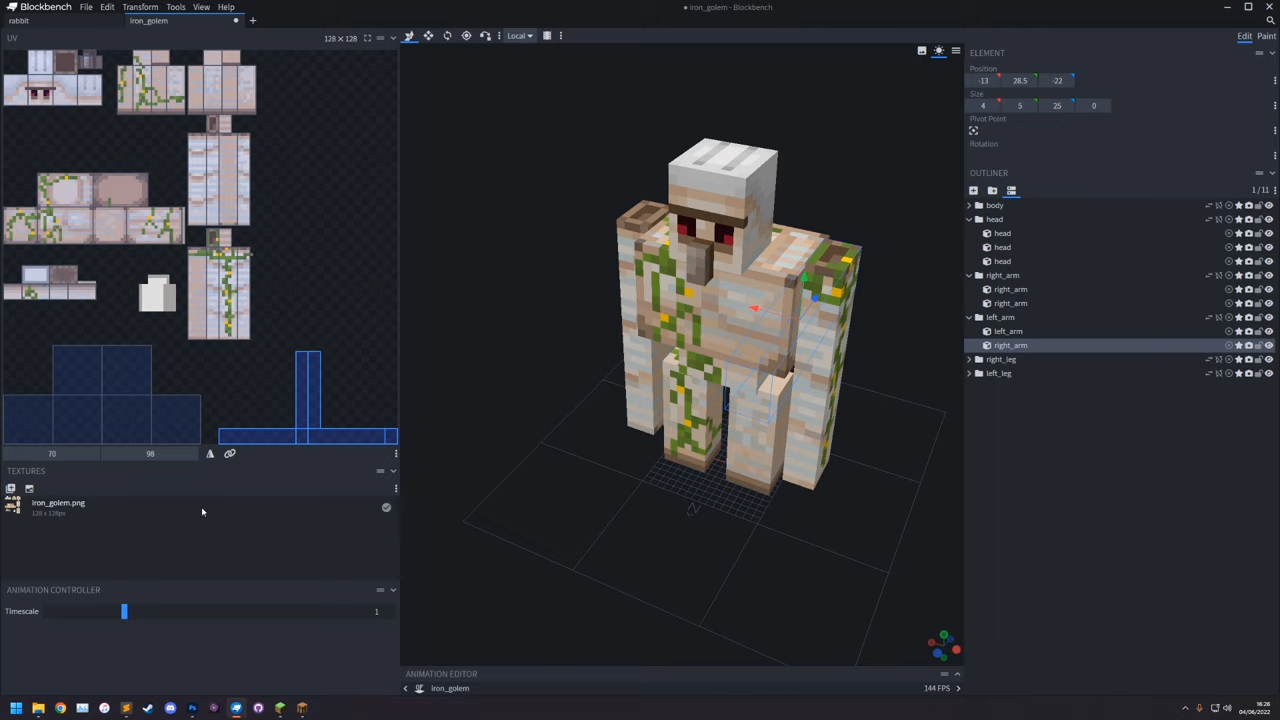 Blockbench
File
Edit
Transform
Tools
View
Help
● iron_golem - Blockbench
rabbit
iron_golem
UV
128 × 128
Local
Edit
Paint
ELEMENT
Position
-13
28.5
-22
Size
4
5
25
0
Pivot Point
Rotation
OUTLINER
1 / 11
body
head
head
head
head
right_arm
right_arm
right_arm
left_arm
left_arm
right_arm
right_leg
left_leg
70
98
TEXTURES
iron_golem.png
128 x 128px
ANIMATION CONTROLLER
Timescale
1
N
ANIMATION EDITOR
iron_golem
144 FPS
16:26
04/06/2022